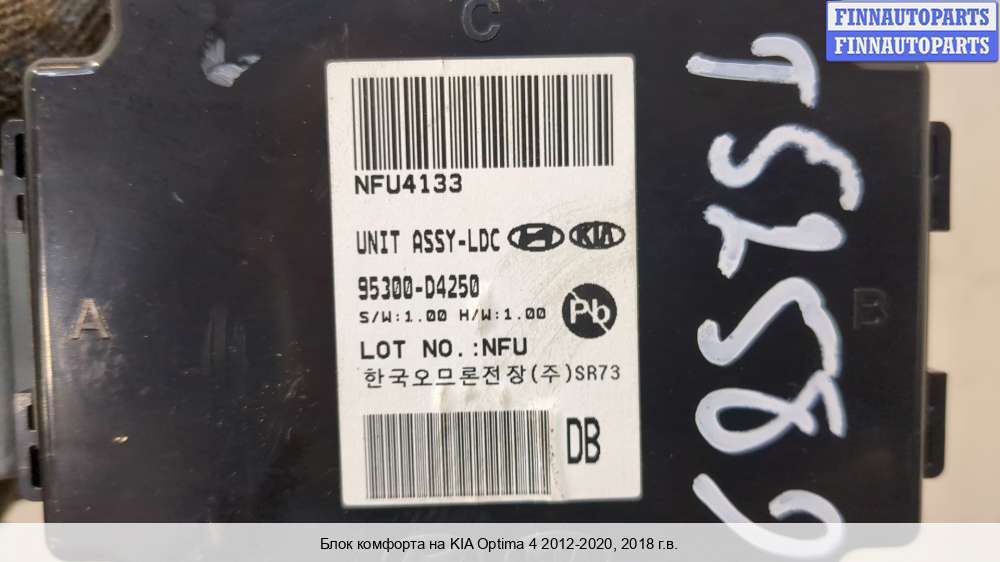 FINNAUTOPARTS
FINNAUTOPARTS
C
NFU4133
UNIT ASSY-LDC
KIA
95300-D4250
S/W:1.00 H/W:1.00
Pb
LOT NO.:NFU
한국오므론전장(주)SR73
DB
A
B
Блок комфорта на KIA Optima 4 2012-2020, 2018 г.в.